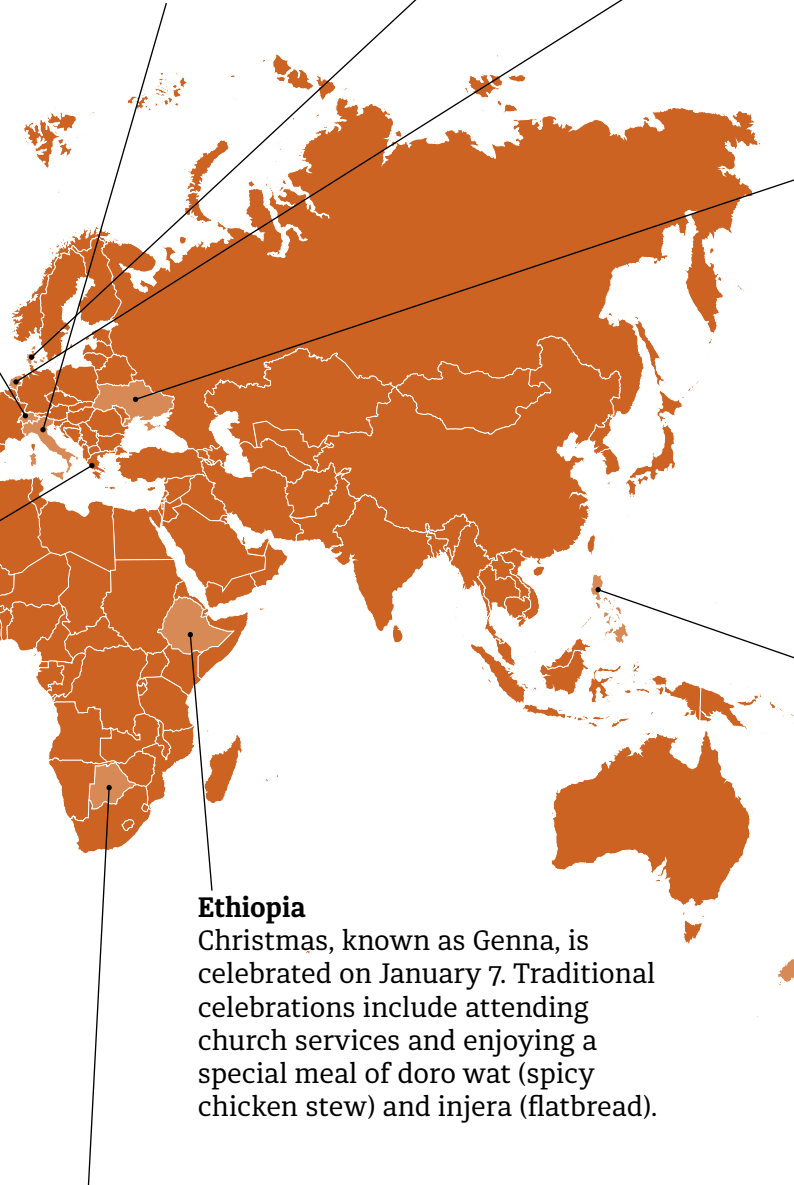 Ethiopia
Christmas, known as Genna, is
celebrated on January 7. Traditional
celebrations include attending
church services and enjoying a
special meal of doro wat (spicy
chicken stew) and injera (flatbread).